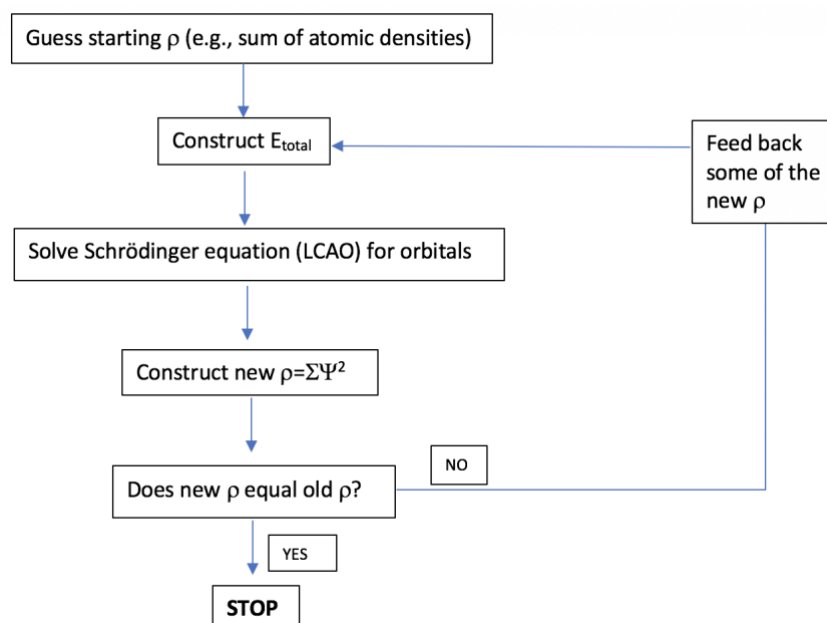 Guess starting ρ (e.g., sum of atomic densities)
Construct E_total
Feed back
some of the
new ρ
Solve Schrödinger equation (LCAO) for orbitals
Construct new ρ=ΣΨ²
Does new ρ equal old ρ?
NO
YES
STOP